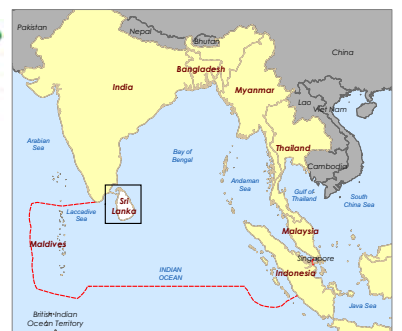 Pakistan
Nepal
Bhutan
China
India
Bangladesh
Myanmar
Lao
Viet Nam
Arabian
Sea
Bay of
Bengal
Thailand
Cambodia
Andaman
Sea
Gulf of
Thailand
South
China Sea
Sri
Lanka
Laccadive
Sea
Maldives
Malaysia
Singapore
Indonesia
INDIAN
OCEAN
Java Sea
British Indian
Ocean Territory